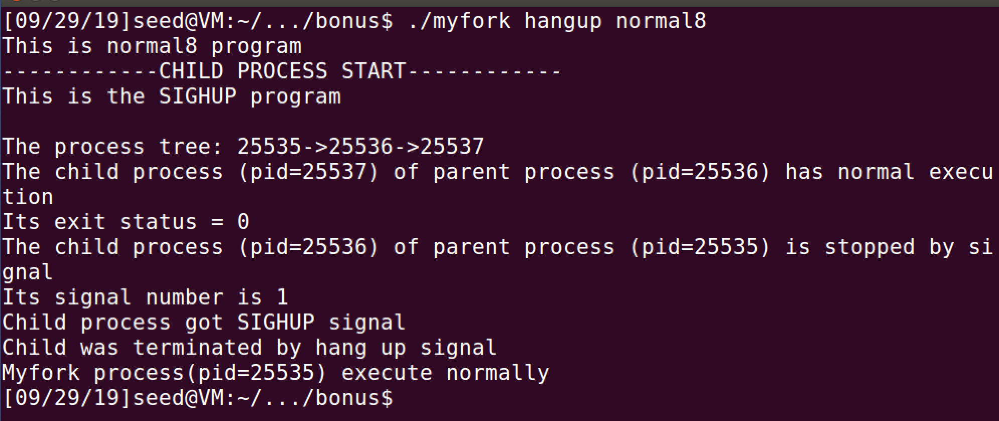 [09/29/19]seed@VM:~/.../bonus$ ./myfork hangup normal8
This is normal8 program
------------CHILD PROCESS START------------
This is the SIGHUP program

The process tree: 25535->25536->25537
The child process (pid=25537) of parent process (pid=25536) has normal execu
tion
Its exit status = 0
The child process (pid=25536) of parent process (pid=25535) is stopped by si
gnal
Its signal number is 1
Child process got SIGHUP signal
Child was terminated by hang up signal
Myfork process(pid=25535) execute normally
[09/29/19]seed@VM:~/.../bonus$